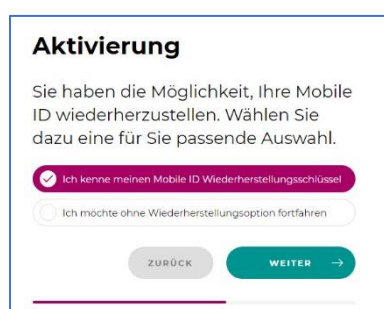 Aktivierung
Sie haben die Möglichkeit, Ihre Mobile
ID wiederherzustellen. Wählen Sie
dazu eine für Sie passende Auswahl.
Ich kenne meinen Mobile ID Wiederherstellungsschlüssel
Ich möchte ohne Wiederherstellungsoption fortfahren
ZURÜCK WEITER →